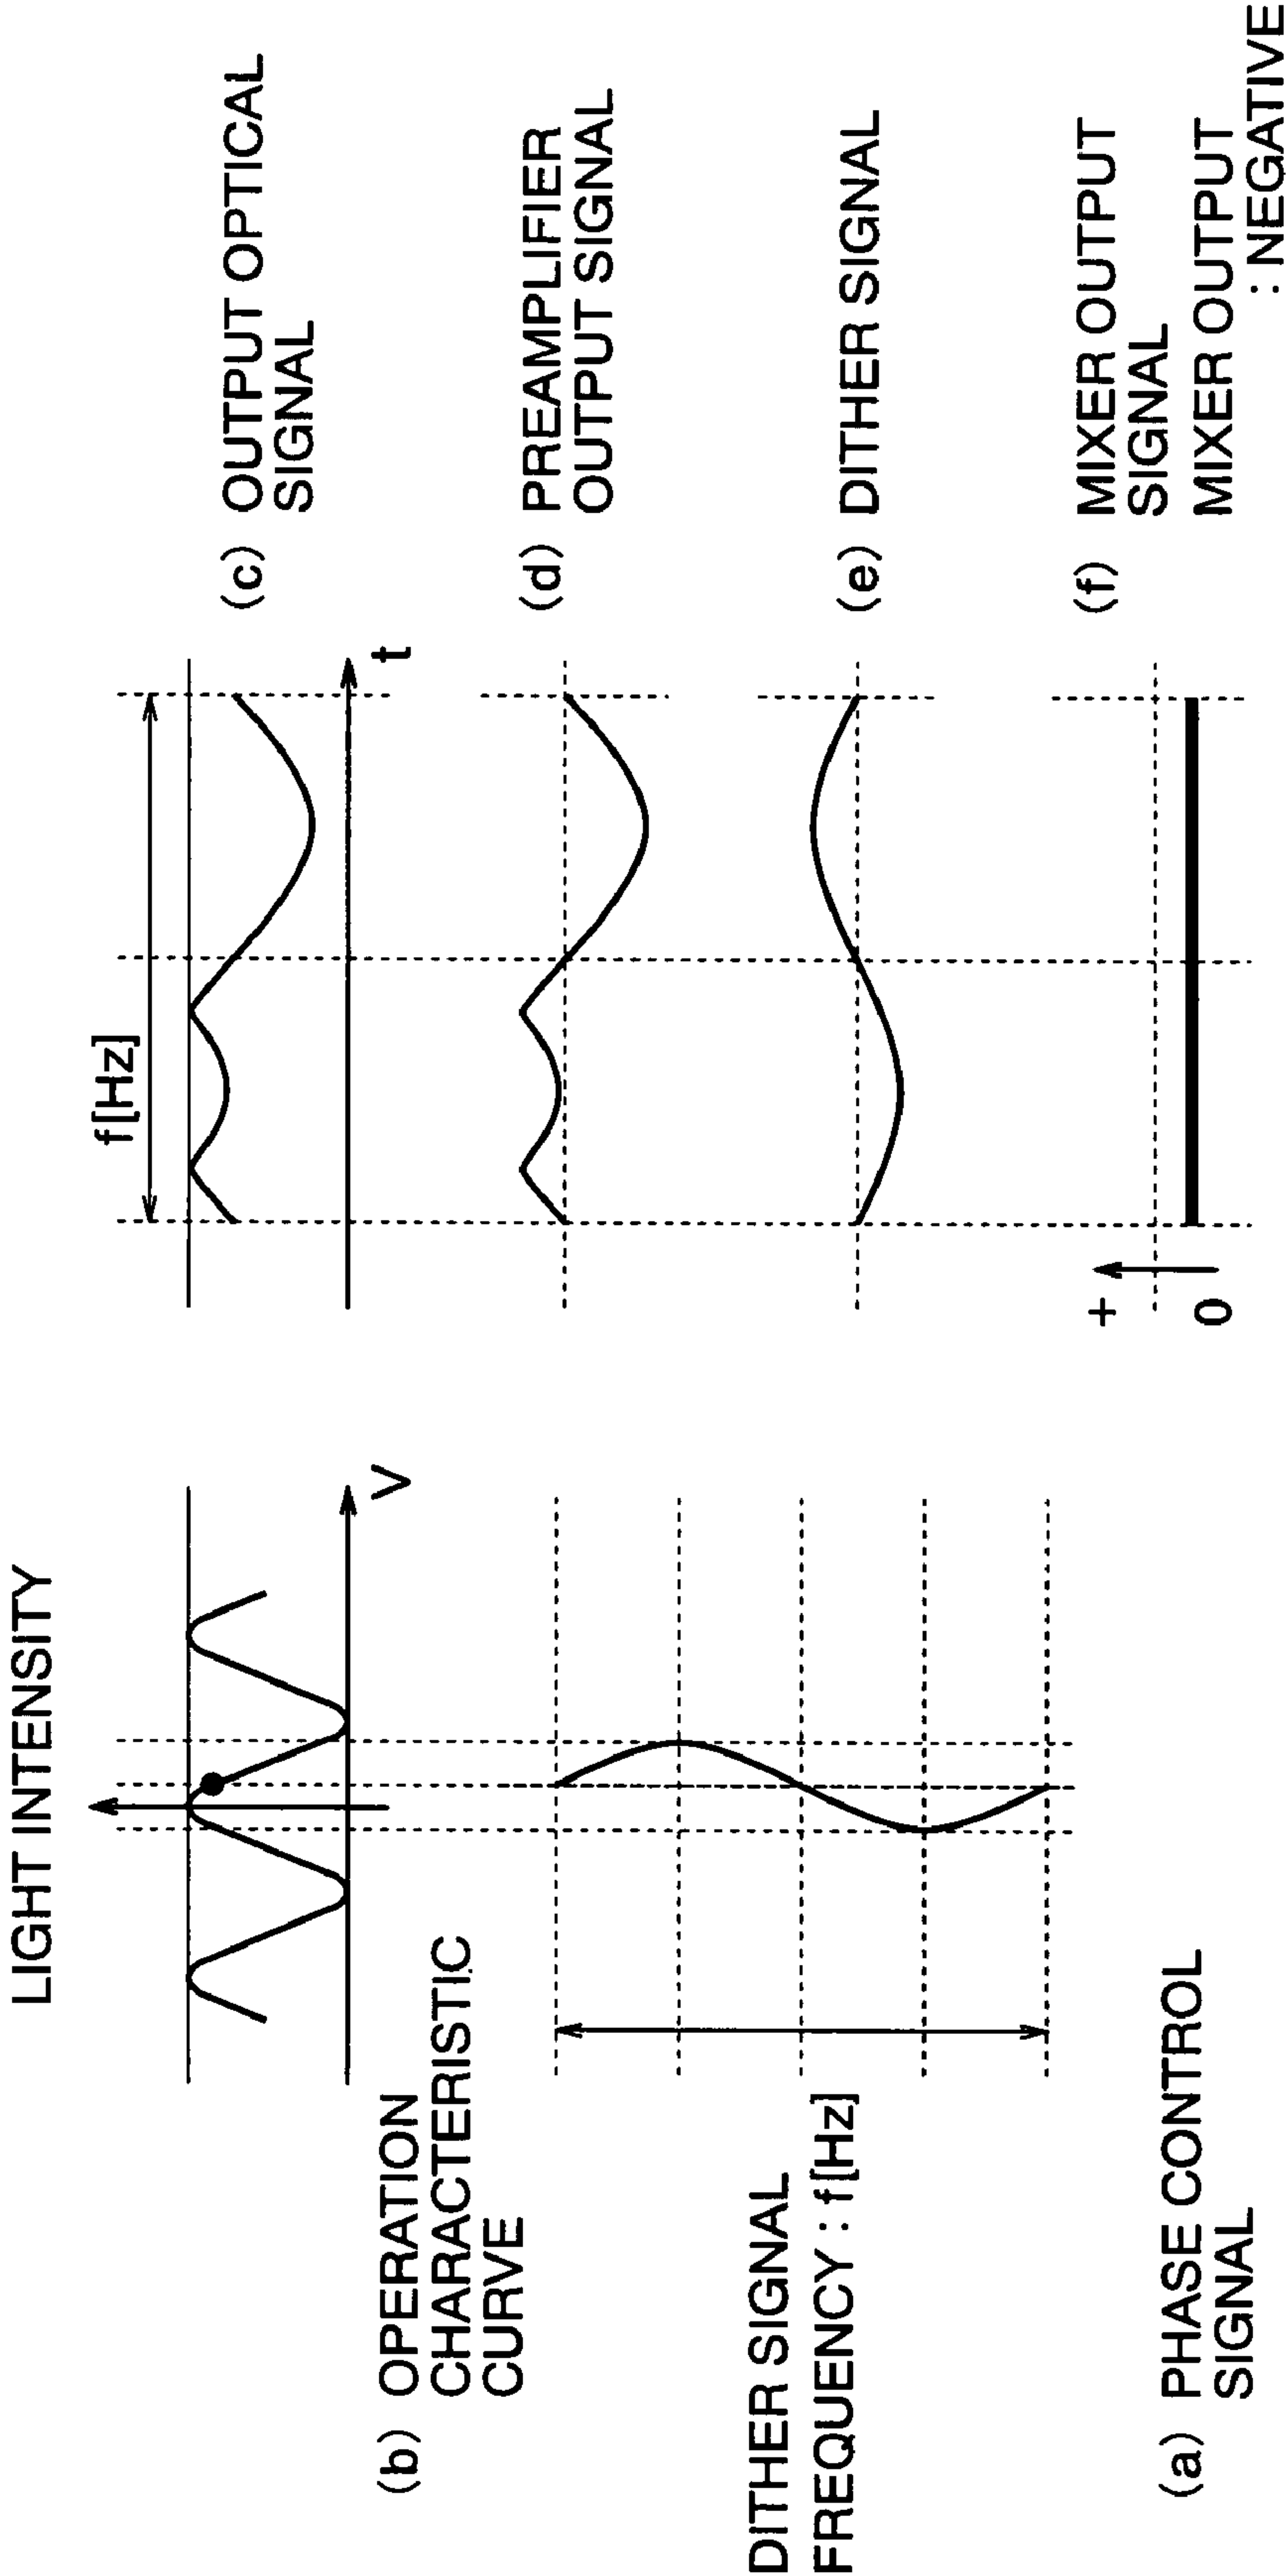 LIGHT INTENSITY
V
(b) OPERATION
CHARACTERISTIC
CURVE
DITHER SIGNAL
FREQUENCY : f[Hz]
(a) PHASE CONTROL
SIGNAL
f[Hz]
t
(c) OUTPUT OPTICAL
SIGNAL
(d) PREAMPLIFIER
OUTPUT SIGNAL
(e) DITHER SIGNAL
+
0
(f) MIXER OUTPUT
SIGNAL
MIXER OUTPUT
: NEGATIVE